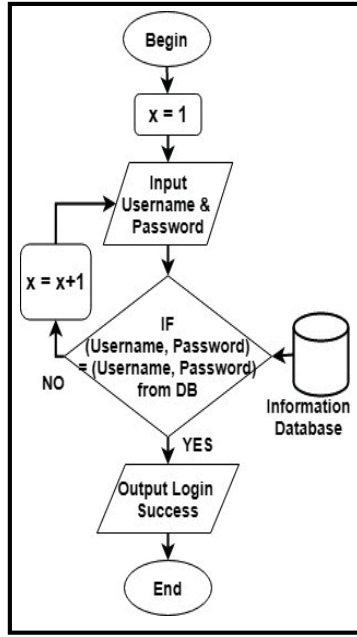 Begin
x = 1
Input
Username &
Password
x = x+1
IF
(Username, Password)
= (Username, Password)
from DB
NO
Information
Database
YES
Output Login
Success
End